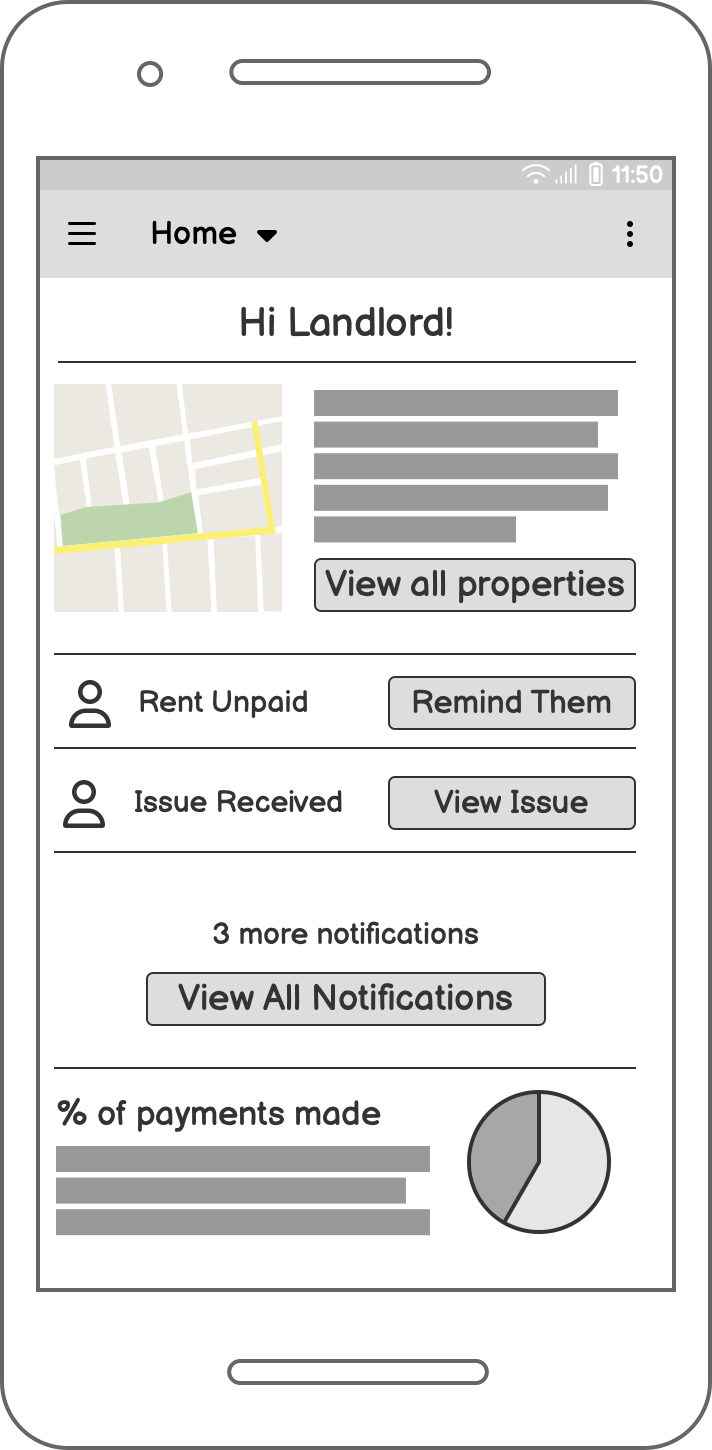 11:50
Home
Hi Landlord!
View all properties
Rent Unpaid
Remind Them
Issue Received
View Issue
3 more notifications
View All Notifications
% of payments made